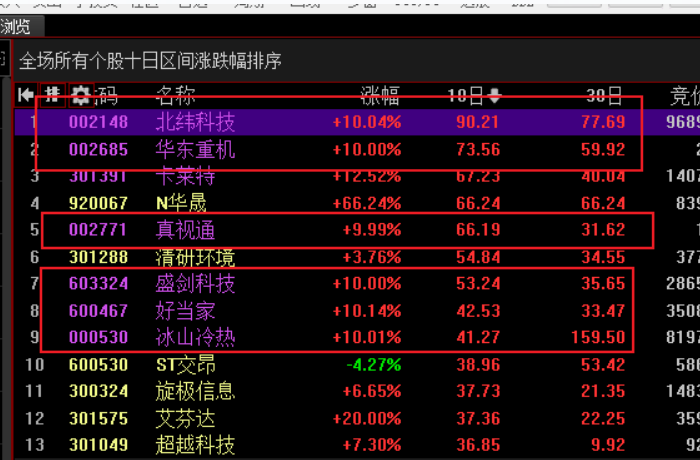 浏览
全场所有个股十日区间涨跌幅排序
代码 名称 涨幅 10日 30日 竞价
1 002148 北纬科技 +10.04% 90.21 77.69 9689
2 002685 华东重机 +10.00% 73.56 59.92
3 301391 卡莱特 +12.52% 67.23 40.04 1407
4 920067 N华晟 +66.24% 66.24 66.24 839
5 002771 真视通 +9.99% 66.19 31.62
6 301288 清研环境 +3.76% 54.84 34.55 377
7 603324 盛剑科技 +10.00% 53.24 35.65 2865
8 600467 好当家 +10.14% 42.53 33.47 3508
9 000530 冰山冷热 +10.01% 41.27 159.50 8197
10 600530 ST交昂 -4.27% 38.96 53.42 580
11 300324 旋极信息 +6.65% 37.73 21.35 1483
12 301575 艾芬达 +20.00% 37.36 22.25 359
13 301049 超越科技 +7.30% 36.85 9.92 92